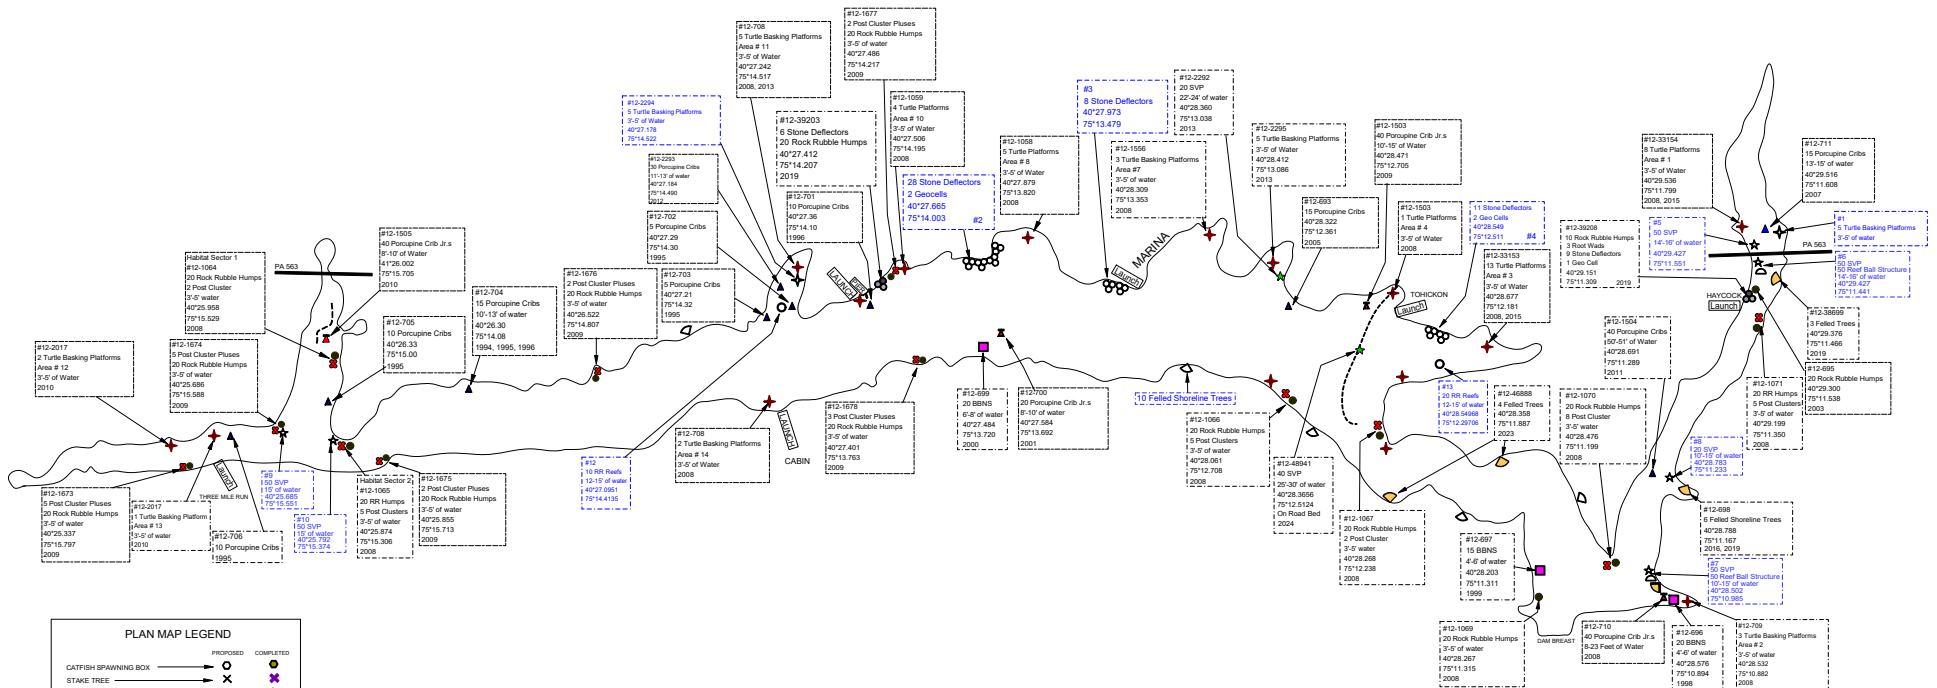 #12-1677
2 Post Cluster Pluses
20 Rock Rubble Humps
3'-5' of water
40°27.486
75°14.217
2009
#12-708
5 Turtle Basking Platforms
Area # 11
3'-5' of Water
40°27.242
75°14.517
2008, 2013
#12-2294
5 Turtle Basking Platforms
3'-5' of Water
40°27.178
75°14.522
#12-39203
6 Stone Deflectors
20 Rock Rubble Humps
40°27.412
75°14.207
2019
#12-1059
4 Turtle Platforms
Area # 10
3'-5' of water
40°27.506
75°14.195
2008
#12-2293
30 Porcupine Cribs
11'-13' of water
40°27.184
75°14.490
2012
#12-701
10 Porcupine Cribs
40°27.36
75°14.10
1996
#12-702
5 Porcupine Cribs
40°27.29
75°14.30
1995
#12-703
5 Porcupine Cribs
40°27.21
75°14.32
1995
28 Stone Deflectors
2 Geocells
40°27.665
75°14.003
#2
#12-1058
5 Turtle Platforms
Area # 8
3'-5' of Water
40°27.879
75°13.820
2008
#3
8 Stone Deflectors
40°27.973
75°13.479
#12-1556
3 Turtle Basking Platforms
Area #7
3'-5' of water
40°28.309
75°13.353
2008
#12-2292
20 SVP
22'-24' of water
40°28.360
75°13.038
2013
#12-2295
5 Turtle Basking Platforms
3'-5' of Water
40°28.412
75°13.086
2013
#12-693
15 Porcupine Cribs
40°28.322
75°12.361
2005
#12-1503
40 Porcupine Crib Jr.s
10'-15' of Water
40°28.471
75°12.705
2009
#12-1503
1 Turtle Platforms
Area # 4
3'-5' of Water
2008
11 Stone Deflectors
2 Geo Cells
40°28.549
75°12.511
#4
#12-33153
13 Turtle Platforms
Area # 3
3'-5' of Water
40°28.677
75°12.181
2008, 2015
#12-33154
8 Turtle Platforms
Area # 1
3'-5' of water
40°29.536
75°11.799
2008, 2015
#12-711
15 Porcupine Cribs
13'-15' of water
40°29.516
75°11.608
2007
#5
50 SVP
14'-16' of water
40°29.427
75°11.551
#1
5 Turtle Basking Platforms
3'-5' of water
PA 563
#6
50 SVP
50 Reef Ball Structure
14'-16' of water
40°29.427
75°11.441
#12-39208
10 Rock Rubble Humps
3 Root Wads
9 Stone Deflectors
1 Geo Cell
40°29.151
75°11.309
2019
HAYCOCK
Launch
#12-38699
3 Felled Trees
40°29.376
75°11.466
2019
#12-695
20 Rock Rubble Humps
40°29.300
75°11.538
2003
#12-1071
20 RR Humps
5 Post Clusters
3'-5' of water
40°29.199
75°11.350
2008
#12-1504
40 Porcupine Cribs
50'-51' of Water
40°28.691
75°11.289
2011
#12-1070
20 Rock Rubble Humps
8 Post Cluster
3'-5' of water
40°28.476
75°11.199
2008
#8
20 SVP
10'-15' of water
40°28.783
75°11.233
#12-698
6 Felled Shoreline Trees
40°28.788
75°11.167
2016, 2019
#7
50 SVP
50 Reef Ball Structure
10'-15' of water
40°28.502
75°10.985
#12-709
3 Turtle Basking Platforms
Area # 2
3'-5' of water
40°28.532
75°10.882
2008
#12-696
20 BBNS
4'-6' of water
40°28.576
75°10.894
1998
#12-710
40 Porcupine Crib Jr.s
8-23 Feet of Water
2008
DAM BREAST
#12-1069
20 Rock Rubble Humps
3'-5' of water
40°28.267
75°11.315
2008
#12-697
15 BBNS
4'-6' of water
40°28.203
75°11.311
1999
#12-46888
4 Felled Trees
40°28.358
75°11.887
2023
#13
20 RR Reefs
12-15' of water
40°28.54968
75°12.29706
TOHICKON
Launch
MARINA
Launch
#12-1067
20 Rock Rubble Humps
2 Post Cluster
3'-5' water
40°28.268
75°12.238
2008
#12-48941
40 SVP
25'-30' of water
40°28.3656
75°12.5124
On Road Bed
2024
#12-1066
20 Rock Rubble Humps
5 Post Clusters
3'-5' of water
40°28.061
75°12.708
2008
10 Felled Shoreline Trees
#12-700
20 Porcupine Crib Jr.s
8'-10' of water
40°27.584
75°13.692
2001
#12-699
20 BBNS
6'-8' of water
40°27.484
75°13.720
2000
#12-1678
3 Post Cluster Pluses
20 Rock Rubble Humps
3'-5' of water
40°27.401
75°13.763
2009
LAUNCH
LAUNCH
CABIN
#12-708
2 Turtle Basking Platforms
Area # 14
3'-5' of Water
2008
#12
10 RR Reefs
12-15' of water
40°27.0951
75°14.4135
#12-1676
2 Post Cluster Pluses
20 Rock Rubble Humps
3'-5' of water
40°26.522
75°14.807
2009
#12-704
15 Porcupine Cribs
10'-13' of water
40°26.30
75°14.08
1994, 1995, 1996
#12-705
10 Porcupine Cribs
40°26.33
75°15.00
1995
#12-1505
40 Porcupine Crib Jr.s
8'-10' of Water
41°26.002
75°15.705
2010
PA 563
Habitat Sector 1
#12-1064
20 Rock Rubble Humps
2 Post Cluster
3'-5' water
40°25.958
75°15.529
2008
#12-1674
5 Post Cluster Pluses
20 Rock Rubble Humps
3'-5' of water
40°25.686
75°15.588
2009
#12-2017
2 Turtle Basking Platforms
Area # 12
3'-5' of Water
2010
#12-1673
5 Post Cluster Pluses
20 Rock Rubble Humps
3'-5' of water
40°25.337
75°15.797
2009
Launch
THREE MILE RUN
#12-2017
1 Turtle Basking Platform
Area # 13
3'-5' of water
2010
#12-706
10 Porcupine Cribs
1995
#9
50 SVP
15' of water
40°25.685
75°15.551
#10
50 SVP
15' of water
40°25.792
75°15.374
Habitat Sector 2
#12-1065
20 RR Humps
5 Post Clusters
3'-5' of water
40°25.874
75°15.306
2008
#12-1675
2 Post Cluster Pluses
20 Rock Rubble Humps
3'-5' of water
40°25.855
75°15.713
2009
PLAN MAP LEGEND
PROPOSED COMPLETED
CATFISH SPAWNING BOX
STAKE TREE